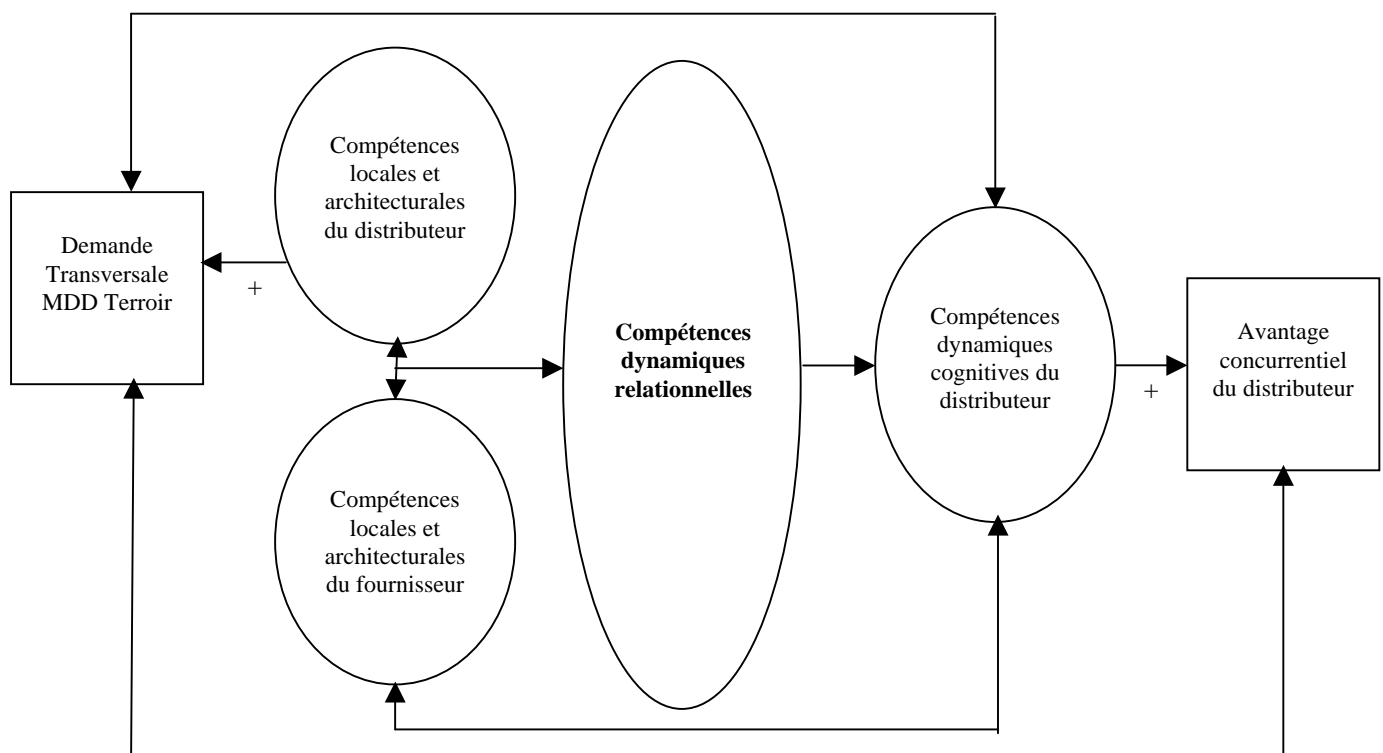 Compétences
locales et
architecturales
du distributeur
Demande
Transversale
MDD Terroir
+
Compétences
dynamiques
relationnelles
Compétences
dynamiques
cognitives du
distributeur
+
Avantage
concurrentiel
du distributeur
Compétences
locales et
architecturales
du fournisseur